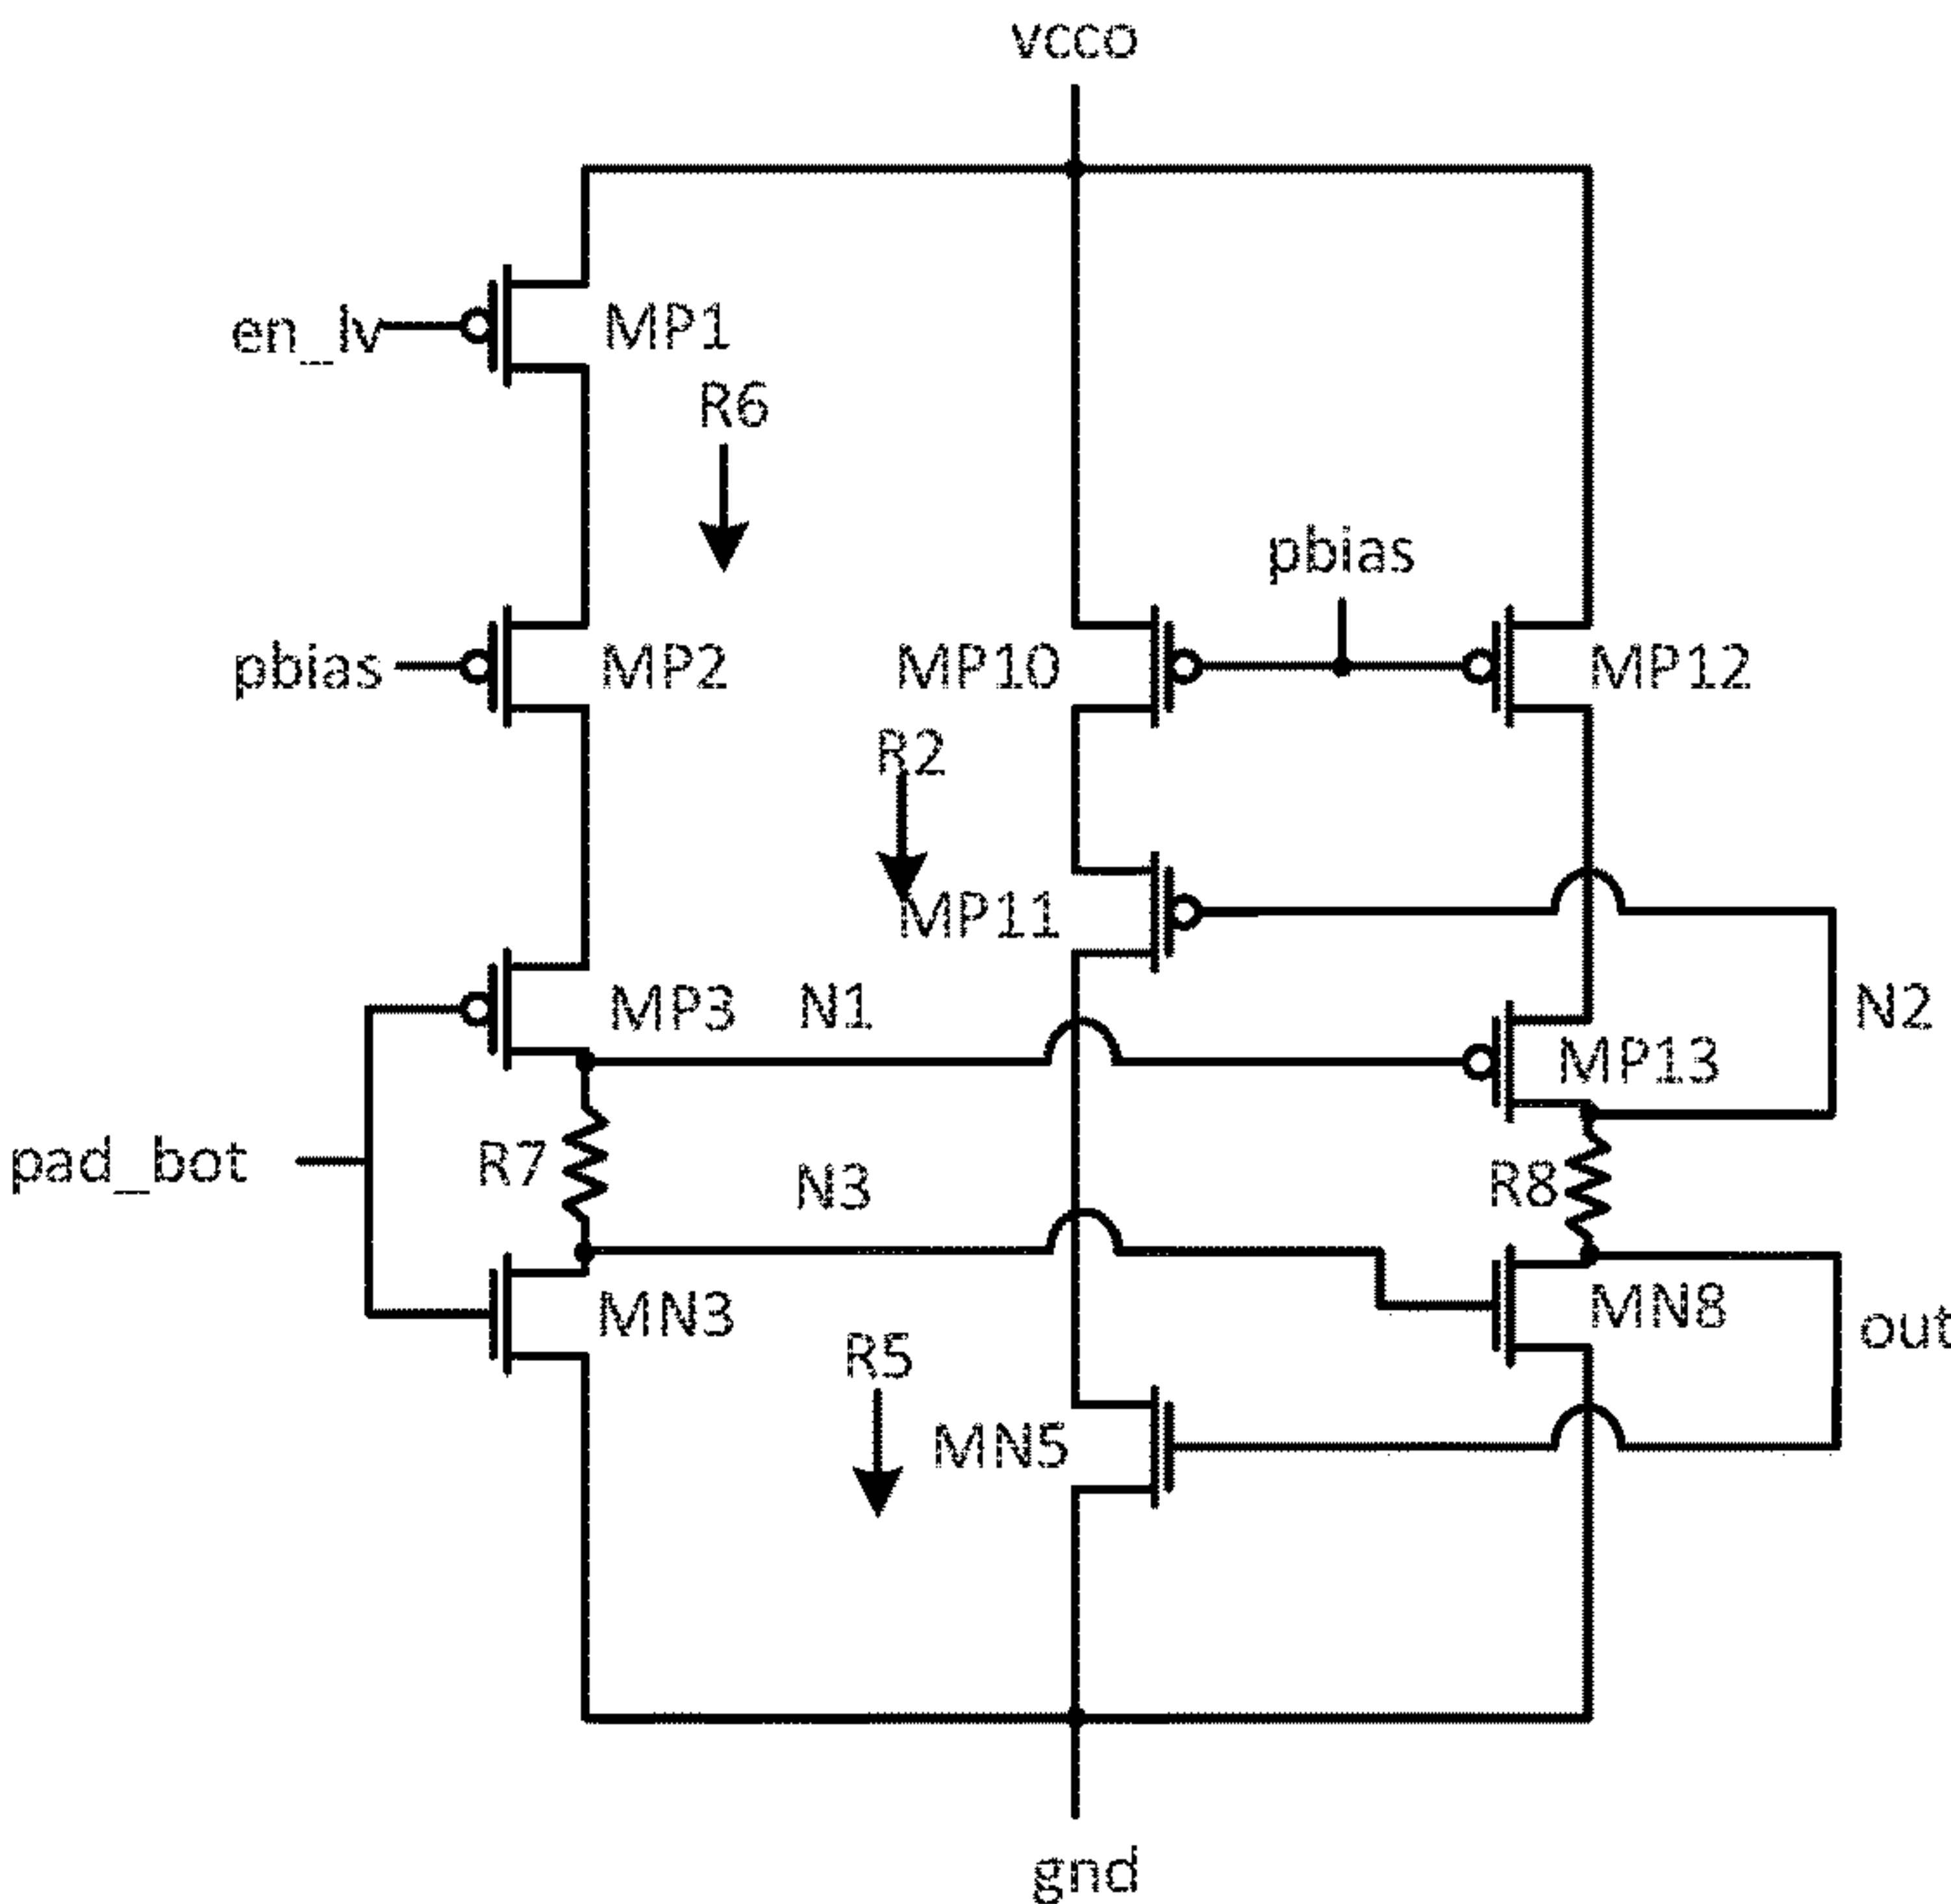 vcco
en_lv
MP1
R6
pbias
pbias
MP2
MP10
MP12
R2
MP11
MP3
N1
N2
MP13
pad_bot
R7
N3
R8
MN3
MN8
R5
out
MN5
gnd